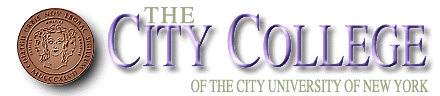 THE
CITY COLLEGE
OF THE CITY UNIVERSITY OF NEW YORK